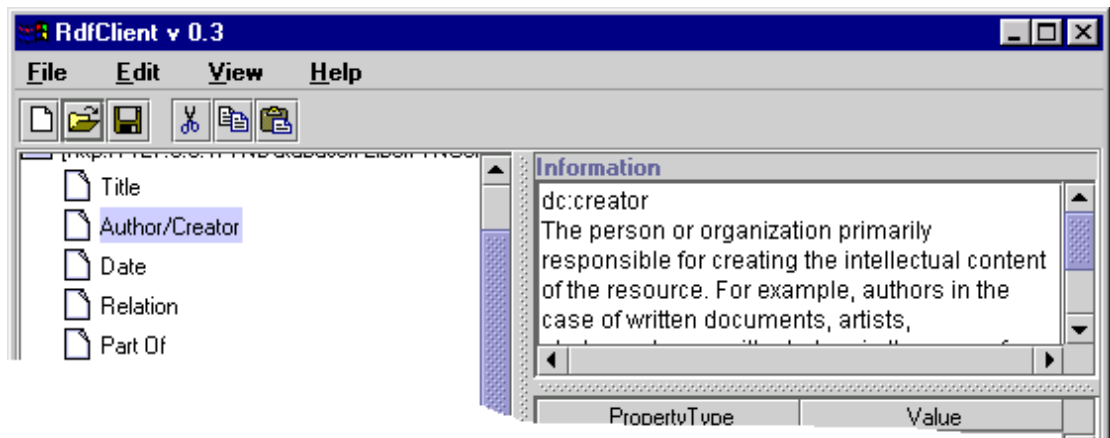 RdfClient v 0.3
File Edit View Help
Title
Author/Creator
Date
Relation
Part Of
Information
dc:creator
The person or organization primarily
responsible for creating the intellectual content
of the resource. For example, authors in the
case of written documents, artists,
PropertyType Value